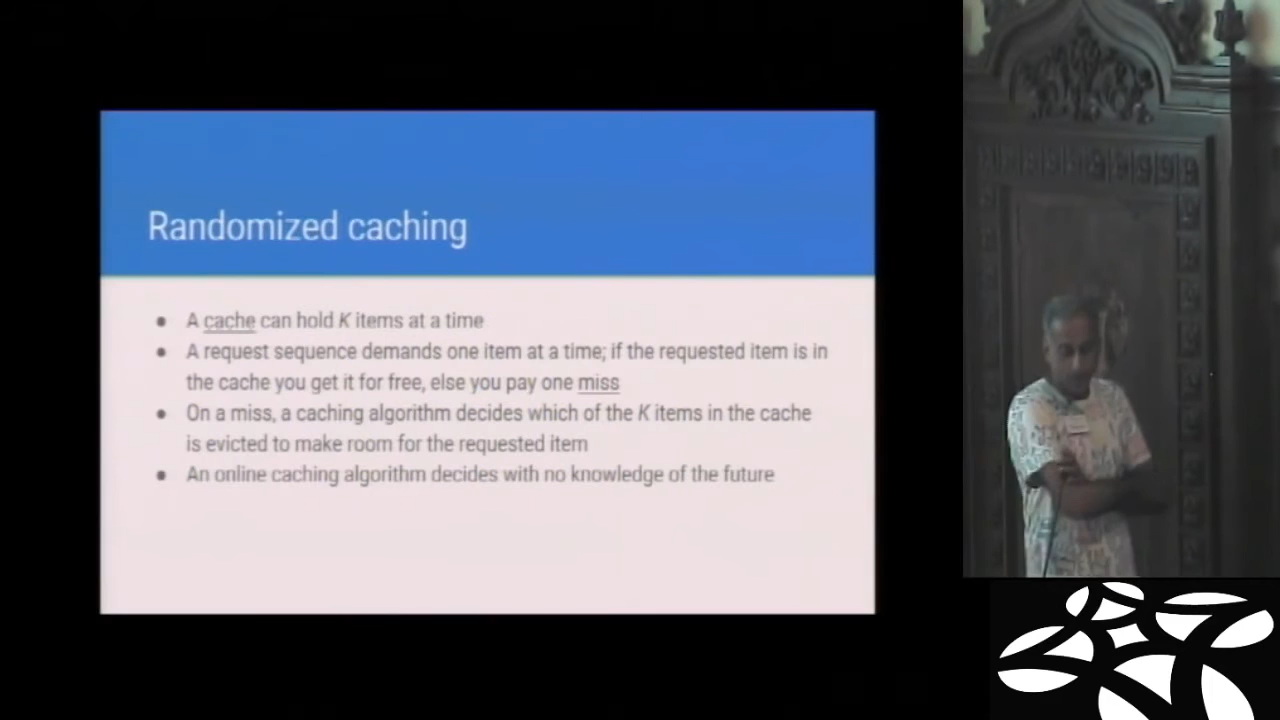 Randomized caching
● A cache can hold K items at a time
● A request sequence demands one item at a time; if the requested item is in
the cache you get it for free, else you pay one miss
● On a miss, a caching algorithm decides which of the K items in the cache
is evicted to make room for the requested item
● An online caching algorithm decides with no knowledge of the future